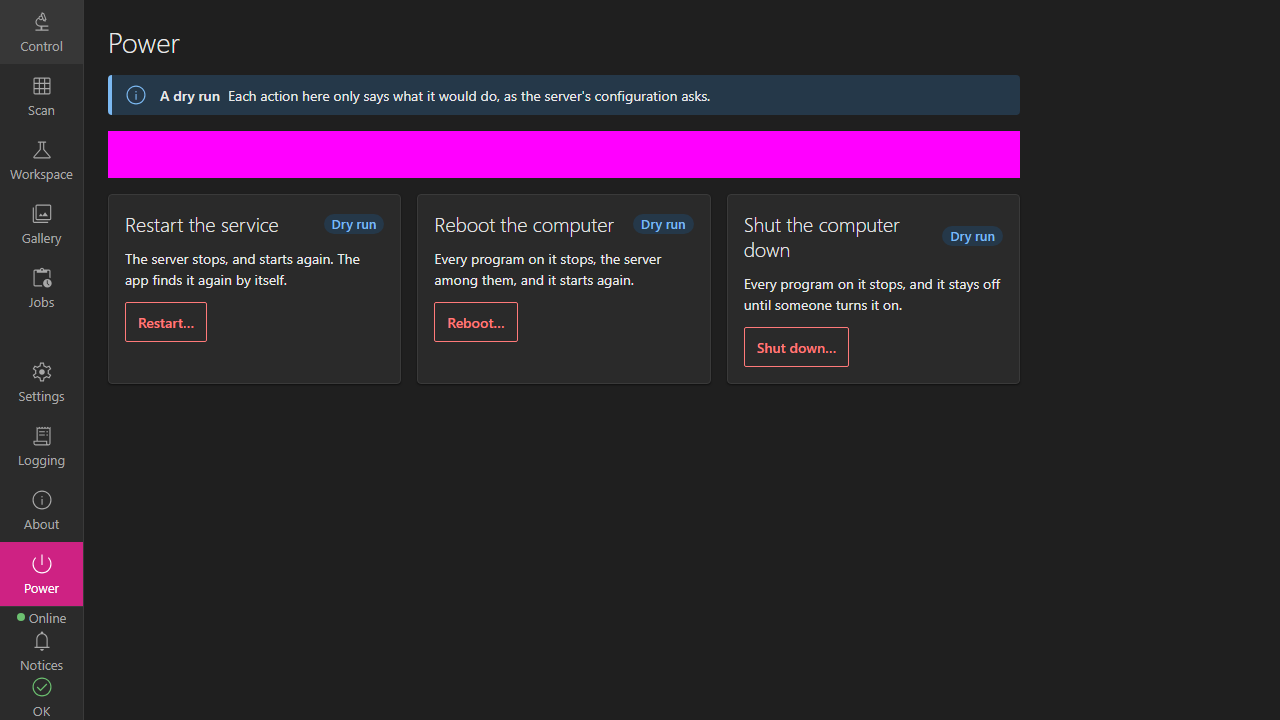 Control
Scan
Workspace
Gallery
Jobs
Settings
Logging
About
Power
Online
Notices
OK
Power
A dry run Each action here only says what it would do, as the server's configuration asks.
Restart the service Dry run
The server stops, and starts again. The
app finds it again by itself.
Restart...
Reboot the computer Dry run
Every program on it stops, the server
among them, and it starts again.
Reboot...
Shut the computer
down Dry run
Every program on it stops, and it stays off
until someone turns it on.
Shut down...